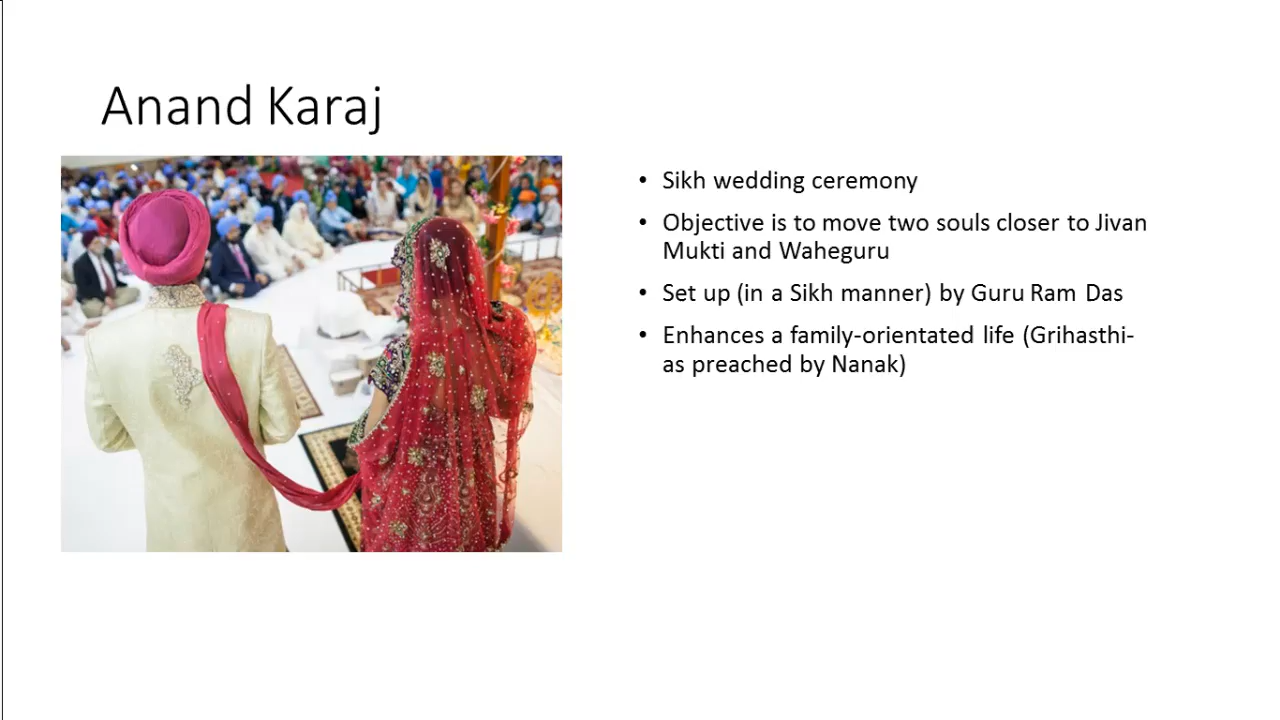 Anand Karaj
• Sikh wedding ceremony
• Objective is to move two souls closer to Jivan
Mukti and Waheguru
• Set up (in a Sikh manner) by Guru Ram Das
• Enhances a family-orientated life (Grihasthi-
as preached by Nanak)